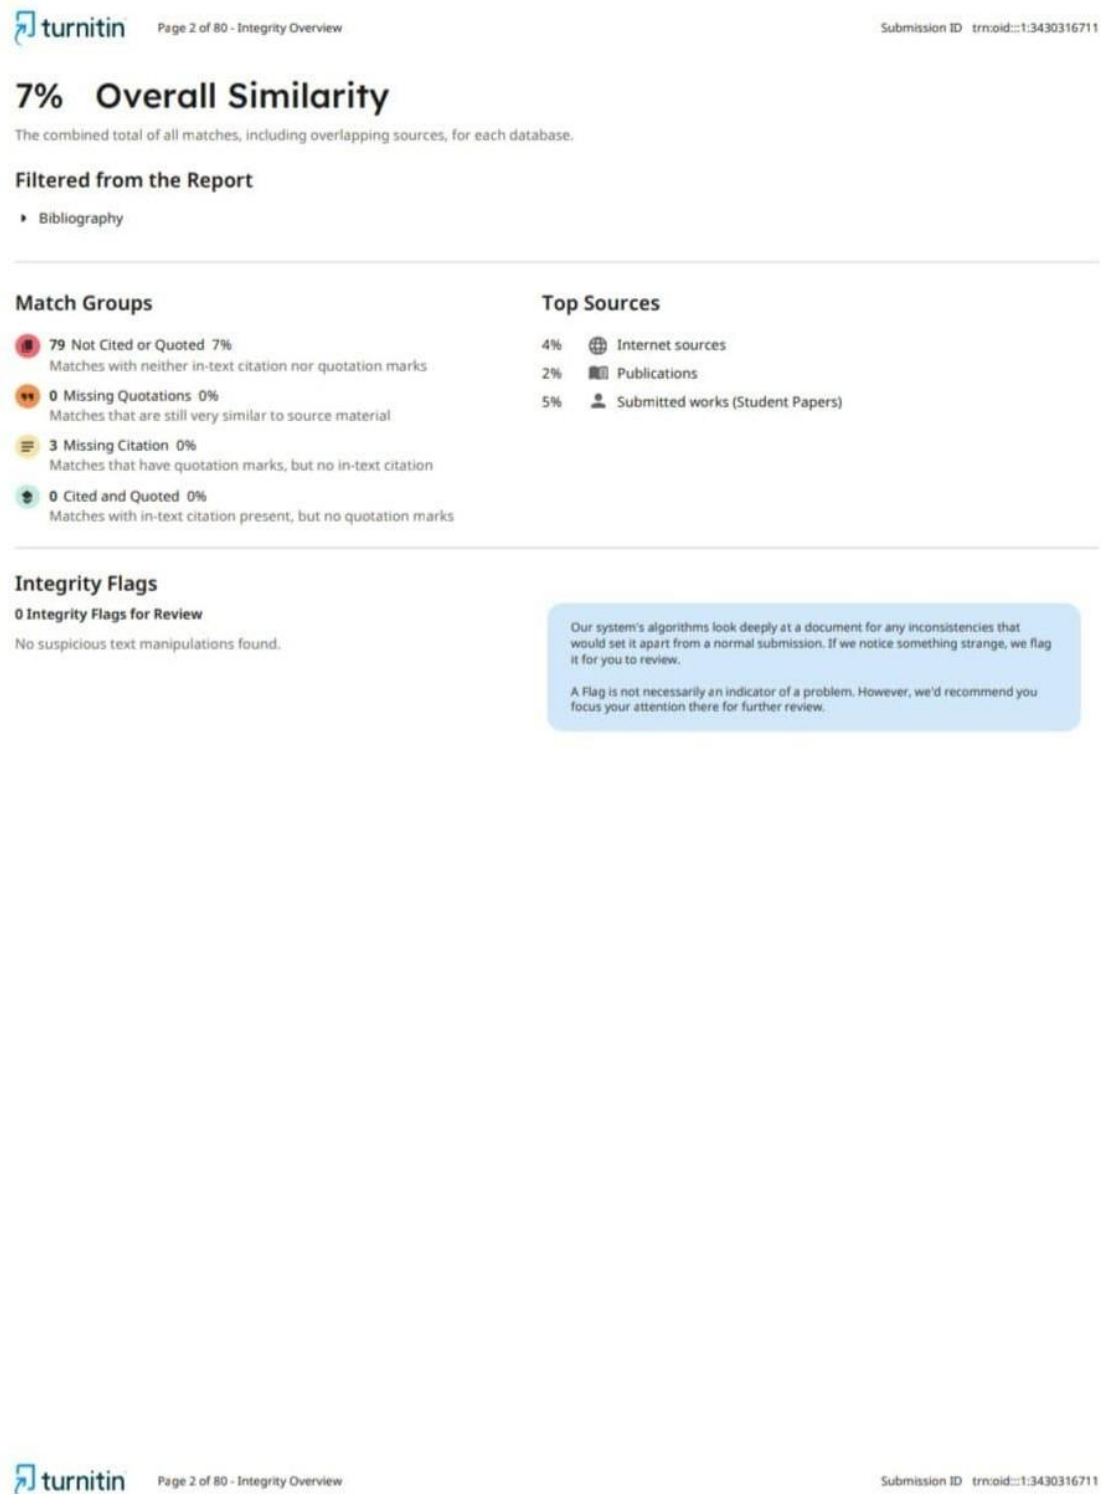 turnitin Page 2 of 80 - Integrity Overview Submission ID trn:oid:::1:3430316711
7% Overall Similarity
The combined total of all matches, including overlapping sources, for each database.
Filtered from the Report
Bibliography
Match Groups
79 Not Cited or Quoted 7%
Matches with neither in-text citation nor quotation marks
0 Missing Quotations 0%
Matches that are still very similar to source material
3 Missing Citation 0%
Matches that have quotation marks, but no in-text citation
0 Cited and Quoted 0%
Matches with in-text citation present, but no quotation marks
Top Sources
4% Internet sources
2% Publications
5% Submitted works (Student Papers)
Integrity Flags
0 Integrity Flags for Review
No suspicious text manipulations found.
Our system's algorithms look deeply at a document for any inconsistencies that
would set it apart from a normal submission. If we notice something strange, we flag
it for you to review.
A Flag is not necessarily an indicator of a problem. However, we'd recommend you
focus your attention there for further review.
turnitin Page 2 of 80 - Integrity Overview Submission ID trn:oid:::1:3430316711